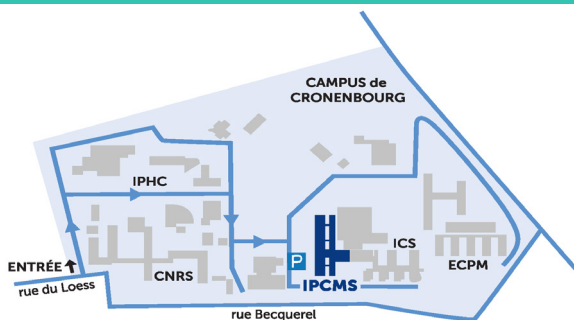 CAMPUS de
CRONENBOURG
IPHC
ENTRÉE
rue du Loess
CNRS
P
IPCMS
ICS
ECPM
rue Becquerel